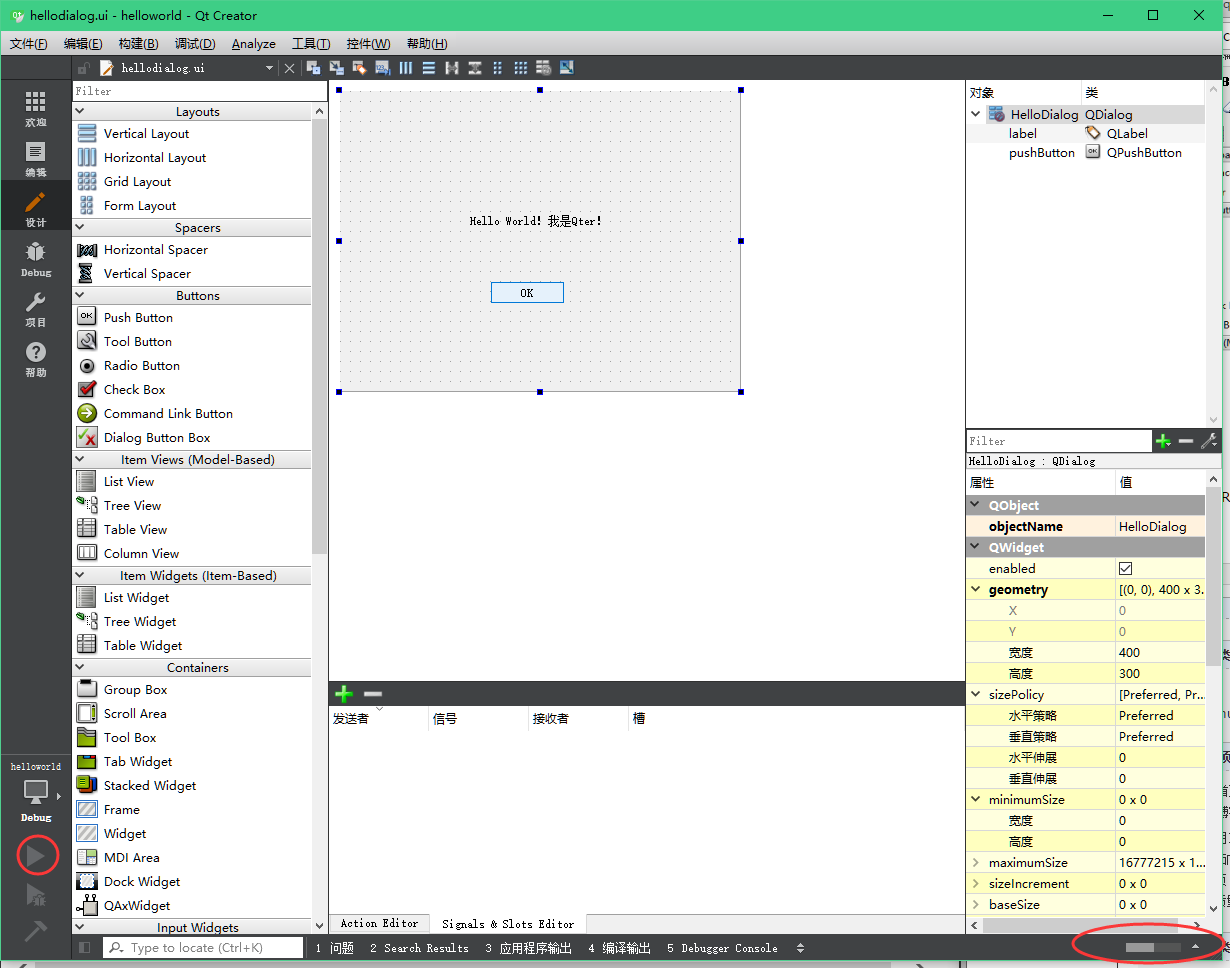 hellodialog.ui - helloworld - Qt Creator
文件(F) 编辑(E) 构建(B) 调试(D) Analyze 工具(T) 控件(W) 帮助(H)
hellodialog.ui
欢迎
编辑
设计
Debug
项目
帮助
helloworld
Debug
Filter
Layouts
Vertical Layout
Horizontal Layout
Grid Layout
Form Layout
Spacers
Horizontal Spacer
Vertical Spacer
Buttons
Push Button
Tool Button
Radio Button
Check Box
Command Link Button
Dialog Button Box
Item Views (Model-Based)
List View
Tree View
Table View
Column View
Item Widgets (Item-Based)
List Widget
Tree Widget
Table Widget
Containers
Group Box
Scroll Area
Tool Box
Tab Widget
Stacked Widget
Frame
Widget
MDI Area
Dock Widget
QAxWidget
Input Widgets
Hello World! 我是Qter!
OK
发送者 信号 接收者 槽
Action Editor Signals & Slots Editor
对象 类
HelloDialog QDialog
label QLabel
pushButton QPushButton
Filter
HelloDialog : QDialog
属性 值
QObject
objectName HelloDialog
QWidget
enabled
geometry [(0, 0), 400 x 3...
X 0
Y 0
宽度 400
高度 300
sizePolicy [Preferred, Pr...
水平策略 Preferred
垂直策略 Preferred
水平伸展 0
垂直伸展 0
minimumSize 0 x 0
宽度 0
高度 0
maximumSize 16777215 x 1...
sizeIncrement 0 x 0
baseSize 0 x 0
Type to locate (Ctrl+K) 1 问题 2 Search Results 3 应用程序输出 4 编译输出 5 Debugger Console